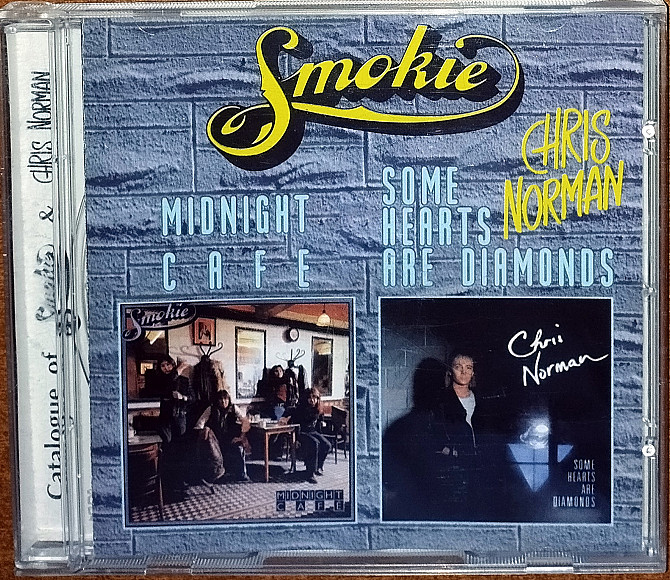 Catalogue of Smokie & CHRIS NORMAN
Smokie
CHRIS
NORMAN
MIDNIGHT
CAFE
SOME
HEARTS
ARE DIAMONDS
Smokie
MIDNIGHT
CAFE
Chris
Norman
SOME
HEARTS
ARE
DIAMONDS